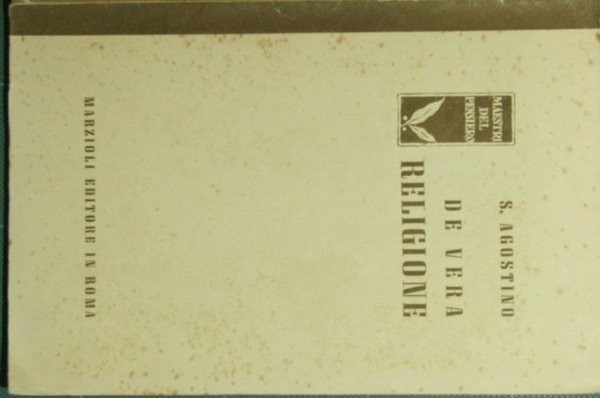 S. AGOSTINO
DE VERA
RELIGIONE
MAESTRI
DEL
PENSIERO
MARZIOLI EDITORE IN ROMA